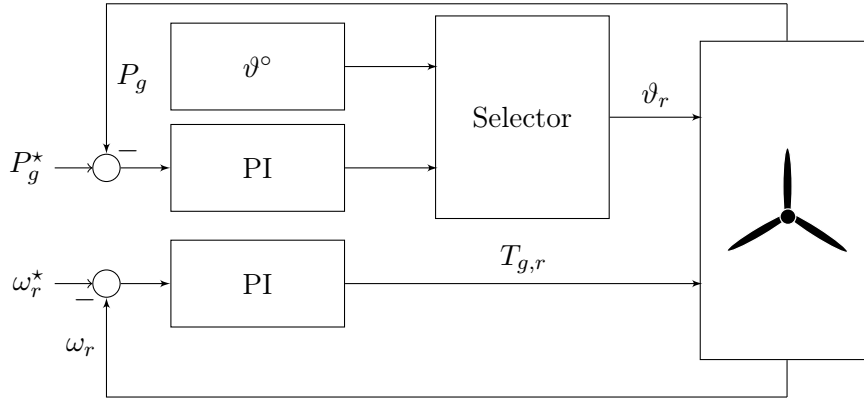 P_g
ϑ°
Selector
ϑ_r
P_g^⋆
−
PI
ω_r^⋆
−
PI
T_{g,r}
ω_r